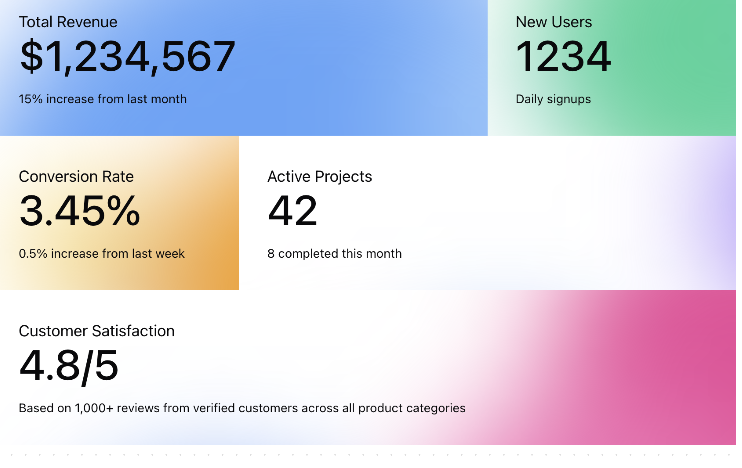 Total Revenue
$1,234,567
15% increase from last month
New Users
1234
Daily signups
Conversion Rate
3.45%
0.5% increase from last week
Active Projects
42
8 completed this month
Customer Satisfaction
4.8/5
Based on 1,000+ reviews from verified customers across all product categories